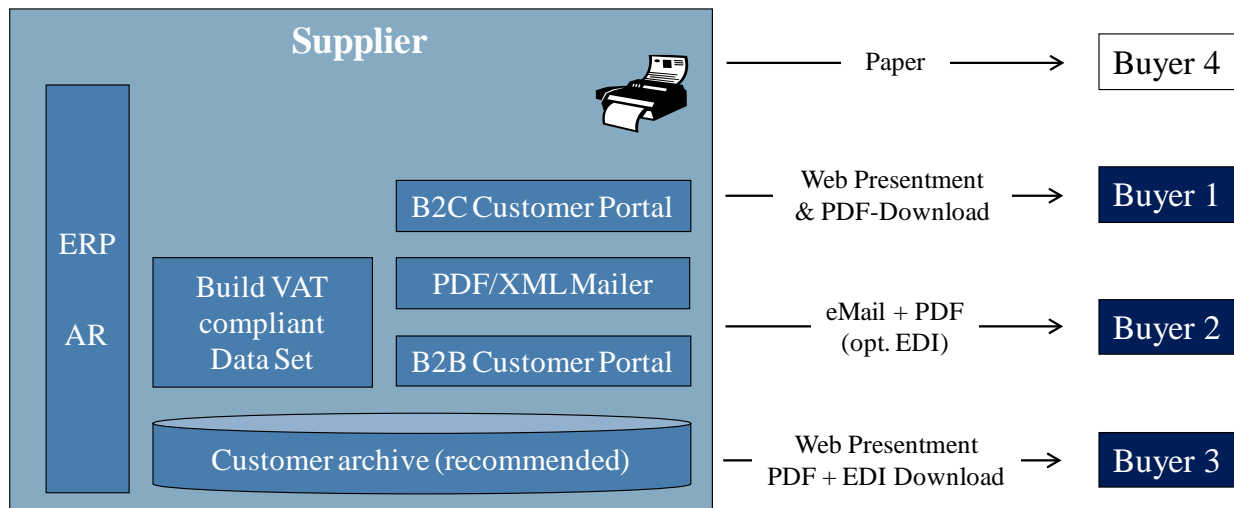 Supplier
ERP
AR
Build VAT
compliant
Data Set
B2C Customer Portal
PDF/XML Mailer
B2B Customer Portal
Customer archive (recommended)
Paper
Buyer 4
Web Presentment
& PDF-Download
Buyer 1
eMail + PDF
(opt. EDI)
Buyer 2
Web Presentment
PDF + EDI Download
Buyer 3